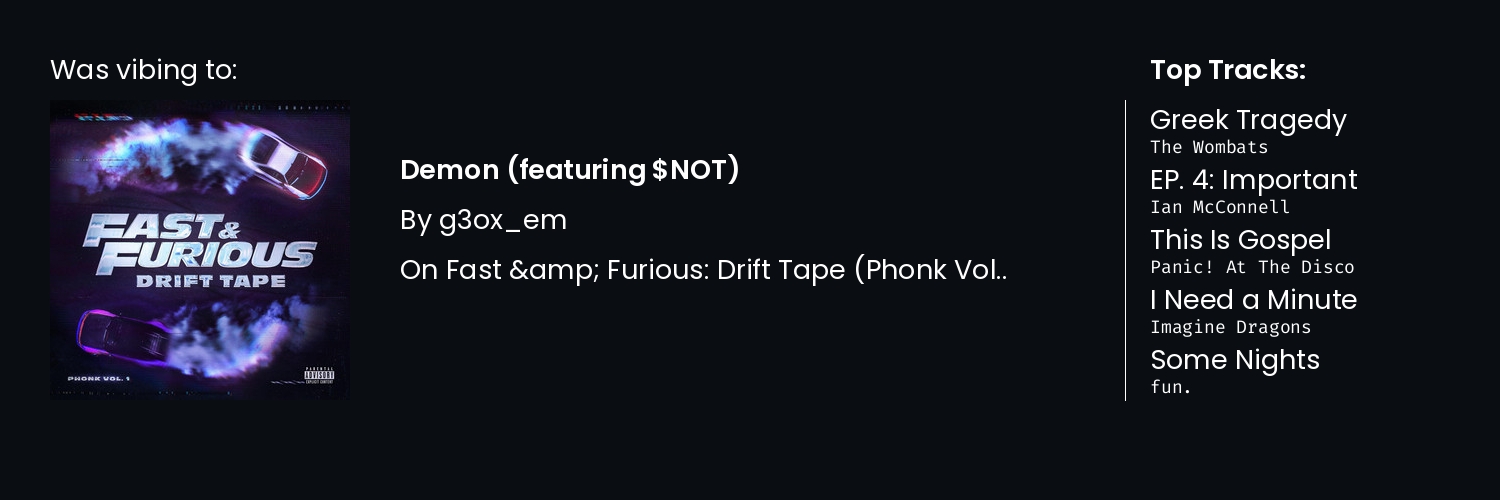 Was vibing to:
FAST &
FURIOUS
DRIFT TAPE
PHONK VOL. 1
PARENTAL
ADVISORY
EXPLICIT CONTENT
Demon (featuring $NOT)
By g3ox_em
On Fast &amp; Furious: Drift Tape (Phonk Vol..
Top Tracks:
Greek Tragedy
The Wombats
EP. 4: Important
Ian McConnell
This Is Gospel
Panic! At The Disco
I Need a Minute
Imagine Dragons
Some Nights
fun.